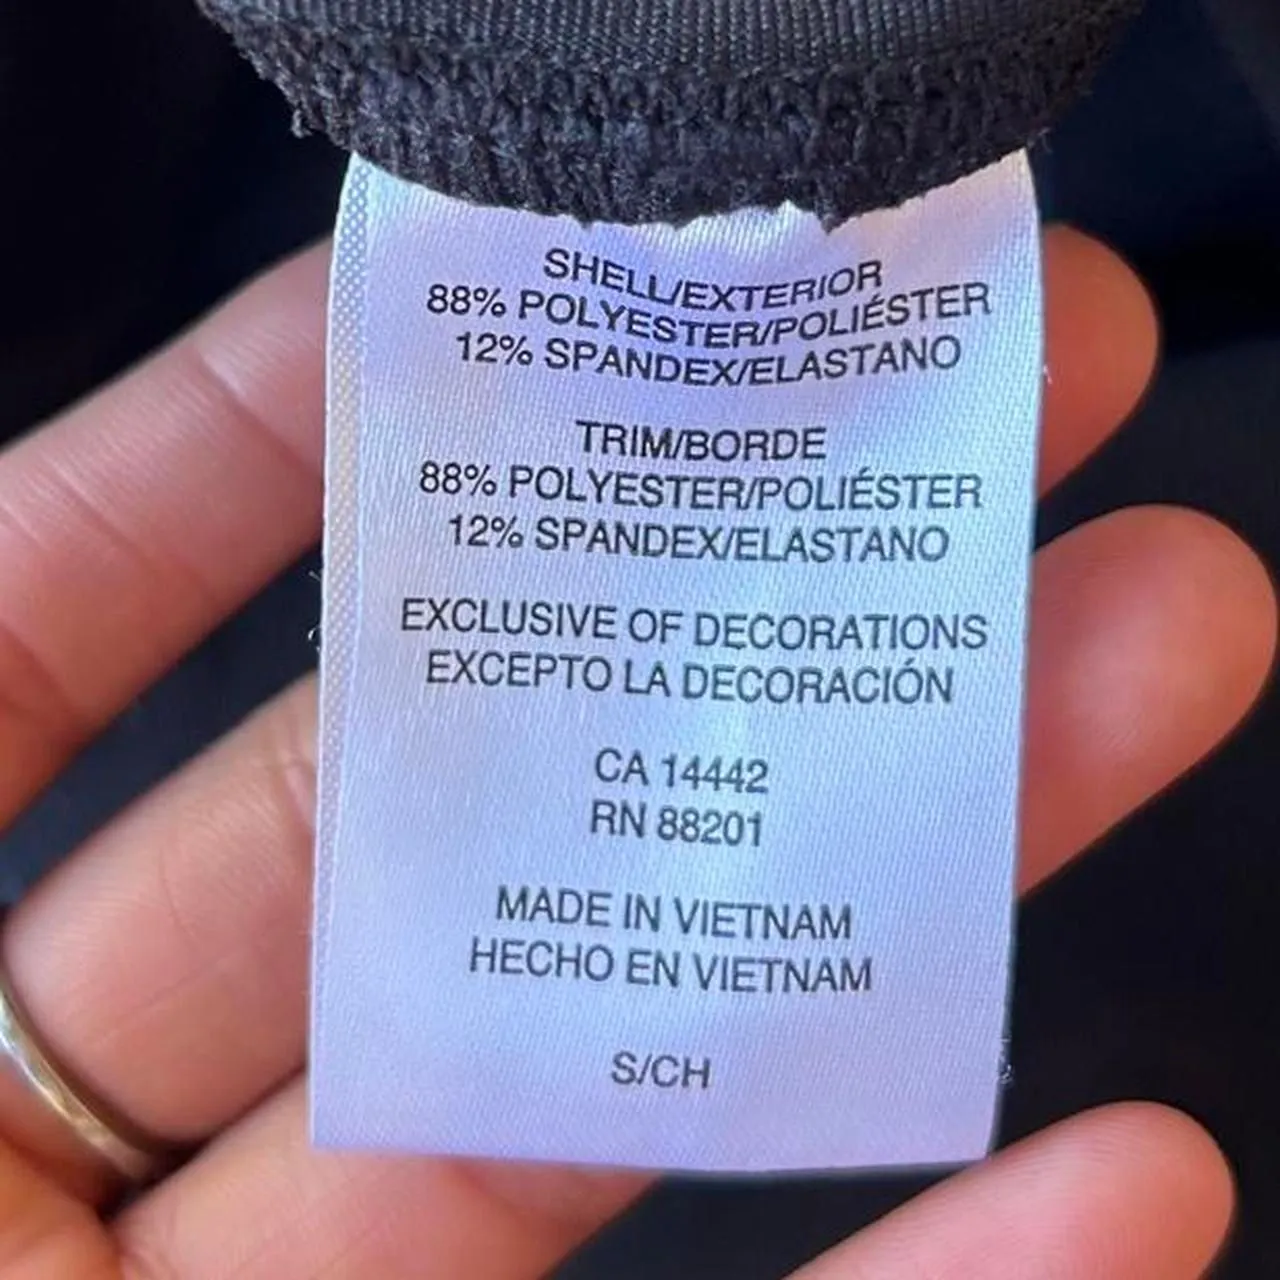 SHELL/EXTERIOR
88% POLYESTER/POLIÉSTER
12% SPANDEX/ELASTANO
TRIM/BORDE
88% POLYESTER/POLIÉSTER
12% SPANDEX/ELASTANO
EXCLUSIVE OF DECORATIONS
EXCEPTO LA DECORACIÓN
CA 14442
RN 88201
MADE IN VIETNAM
HECHO EN VIETNAM
S/CH